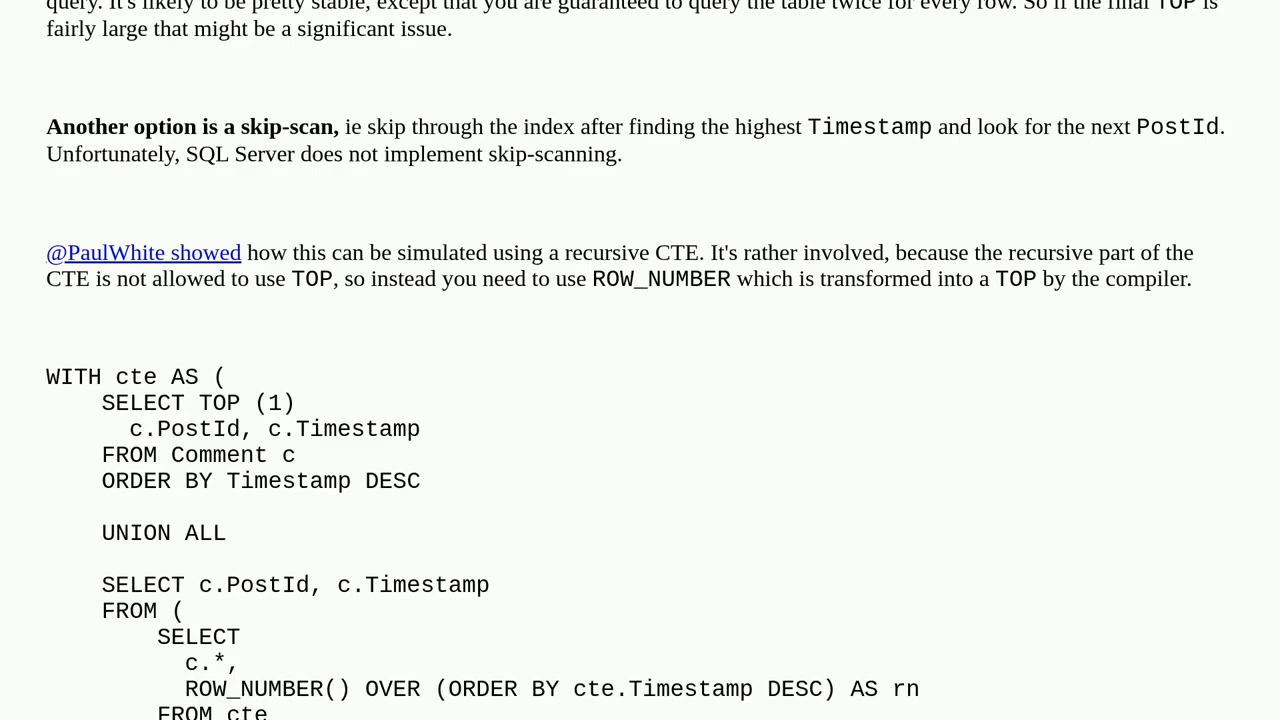 query. It's likely to be pretty stable, except that you are guaranteed to query the table twice for every row. So if the final TOP is
fairly large that might be a significant issue.
Another option is a skip-scan, ie skip through the index after finding the highest Timestamp and look for the next PostId.
Unfortunately, SQL Server does not implement skip-scanning.
@PaulWhite showed how this can be simulated using a recursive CTE. It's rather involved, because the recursive part of the
CTE is not allowed to use TOP, so instead you need to use ROW_NUMBER which is transformed into a TOP by the compiler.
WITH cte AS (
    SELECT TOP (1)
      c.PostId, c.Timestamp
    FROM Comment c
    ORDER BY Timestamp DESC
    UNION ALL
    SELECT c.PostId, c.Timestamp
    FROM (
        SELECT
          c.*,
          ROW_NUMBER() OVER (ORDER BY cte.Timestamp DESC) AS rn
        FROM cte